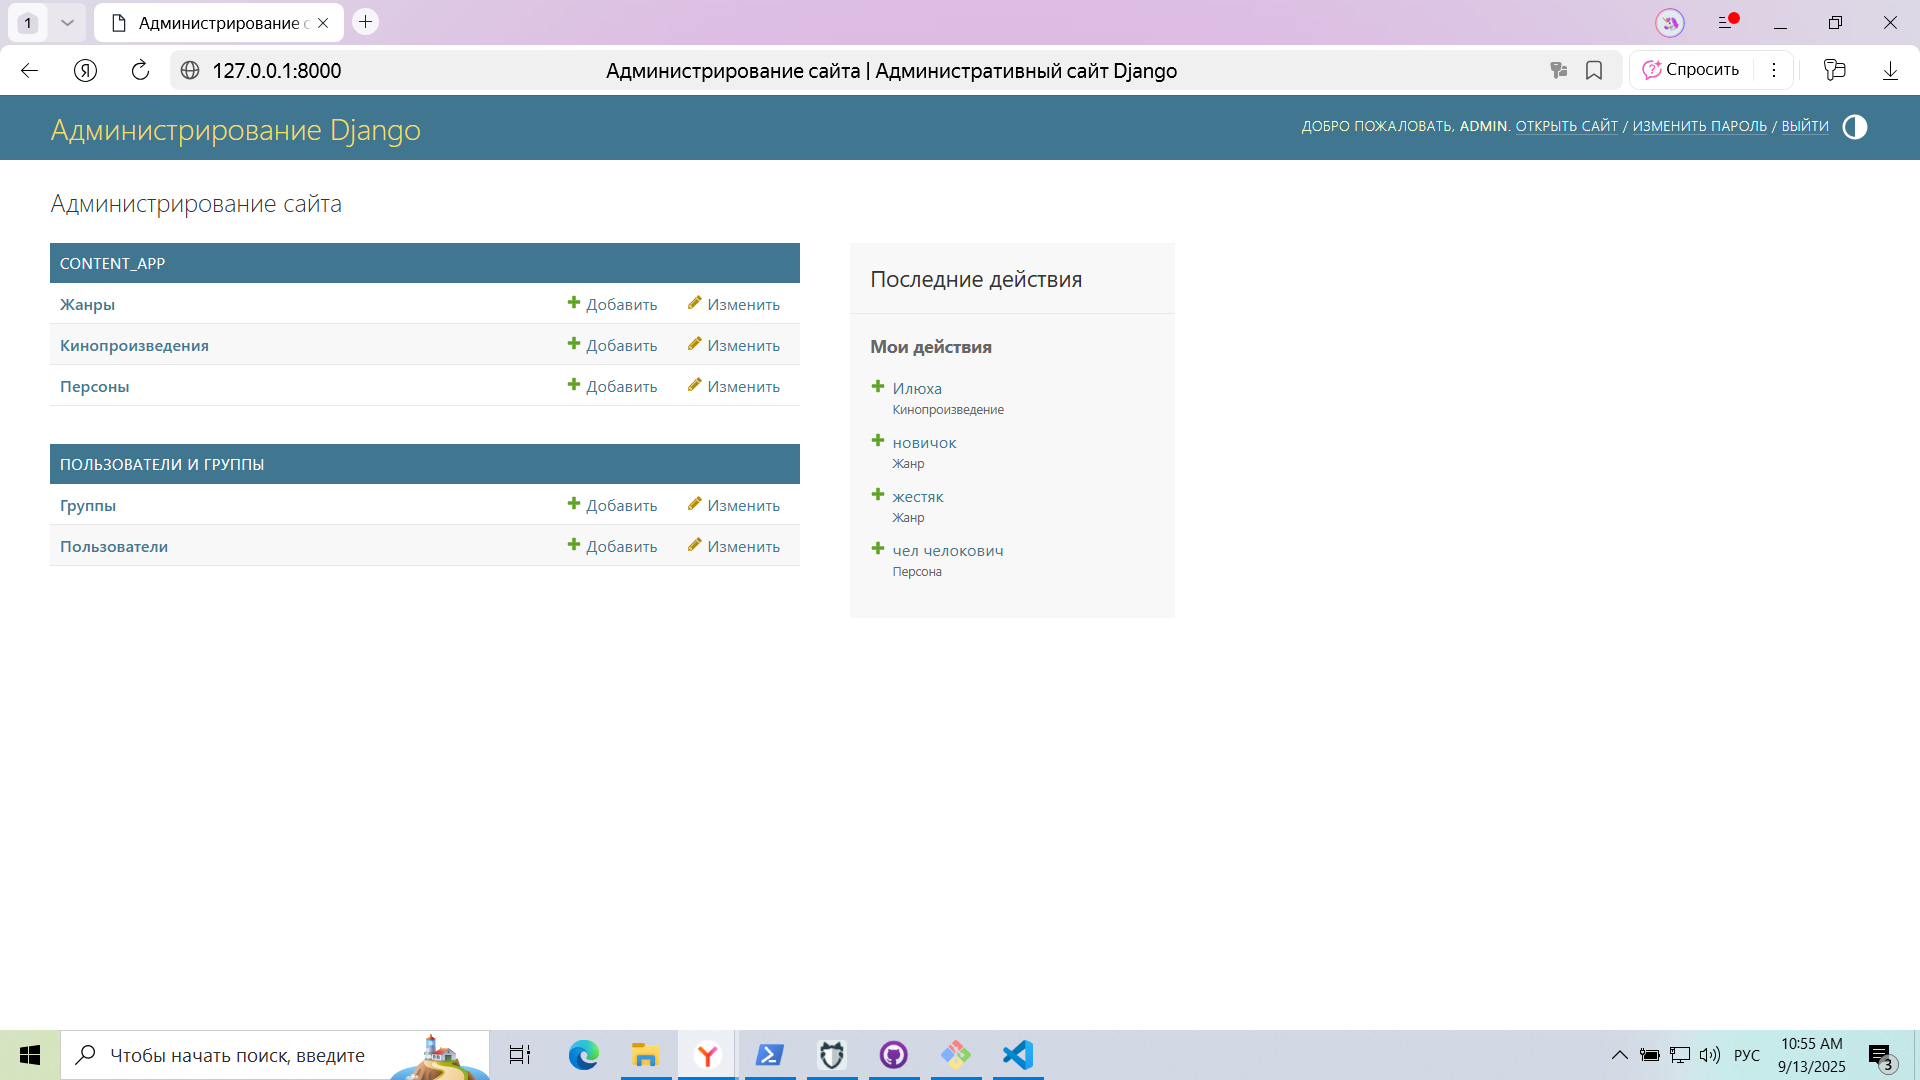 1
Администрирование с
127.0.0.1:8000
Администрирование сайта | Административный сайт Django
Спросить
Администрирование Django
ДОБРО ПОЖАЛОВАТЬ, ADMIN. ОТКРЫТЬ САЙТ / ИЗМЕНИТЬ ПАРОЛЬ / ВЫЙТИ
Администрирование сайта
CONTENT_APP
Жанры Добавить Изменить
Кинопроизведения Добавить Изменить
Персоны Добавить Изменить
ПОЛЬЗОВАТЕЛИ И ГРУППЫ
Группы Добавить Изменить
Пользователи Добавить Изменить
Последние действия
Мои действия
Илюха
Кинопроизведение
новичок
Жанр
жестяк
Жанр
чел челокович
Персона
Чтобы начать поиск, введите
РУС
10:55 AM
9/13/2025
3